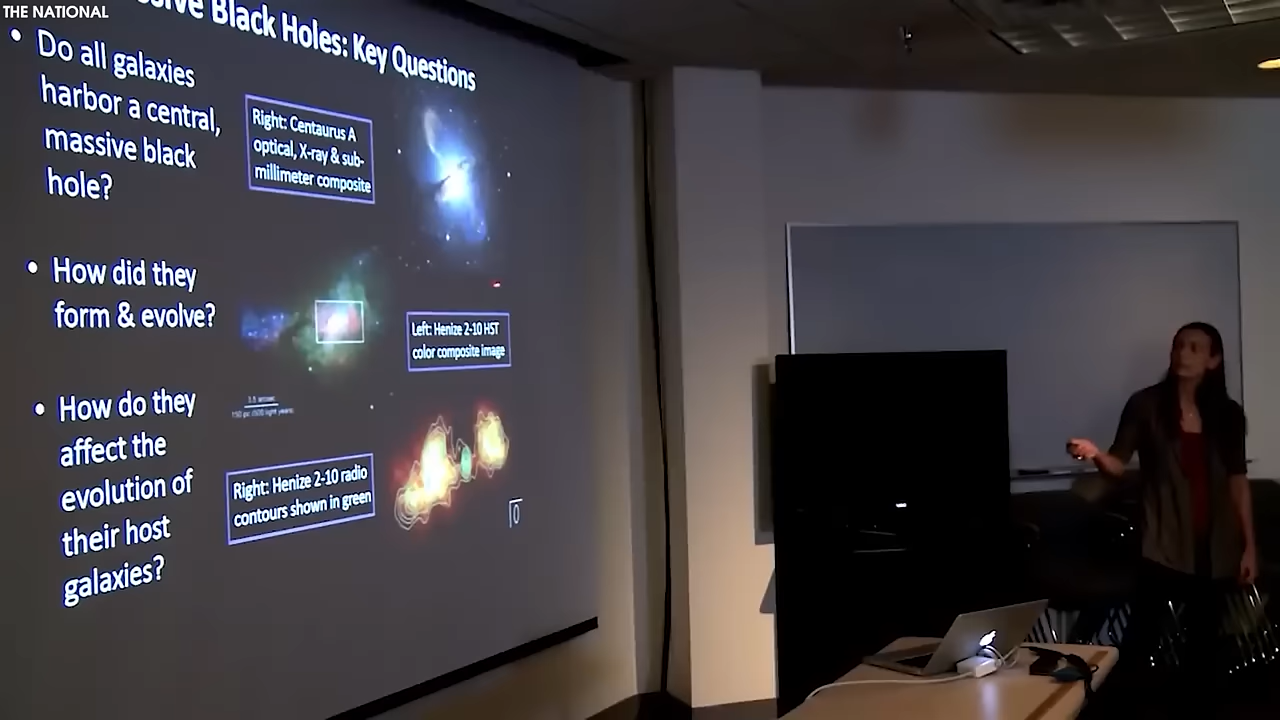 THE NATIONAL
Black Holes: Key Questions
• Do all galaxies
harbor a central,
massive black
hole?
Right: Centaurus A
optical, X-ray & sub-
millimeter composite
• How did they
form & evolve?
Left: Henize 2-10 HST
color composite image
• How do they
affect the
evolution of
their host
galaxies?
Right: Henize 2-10 radio
contours shown in green